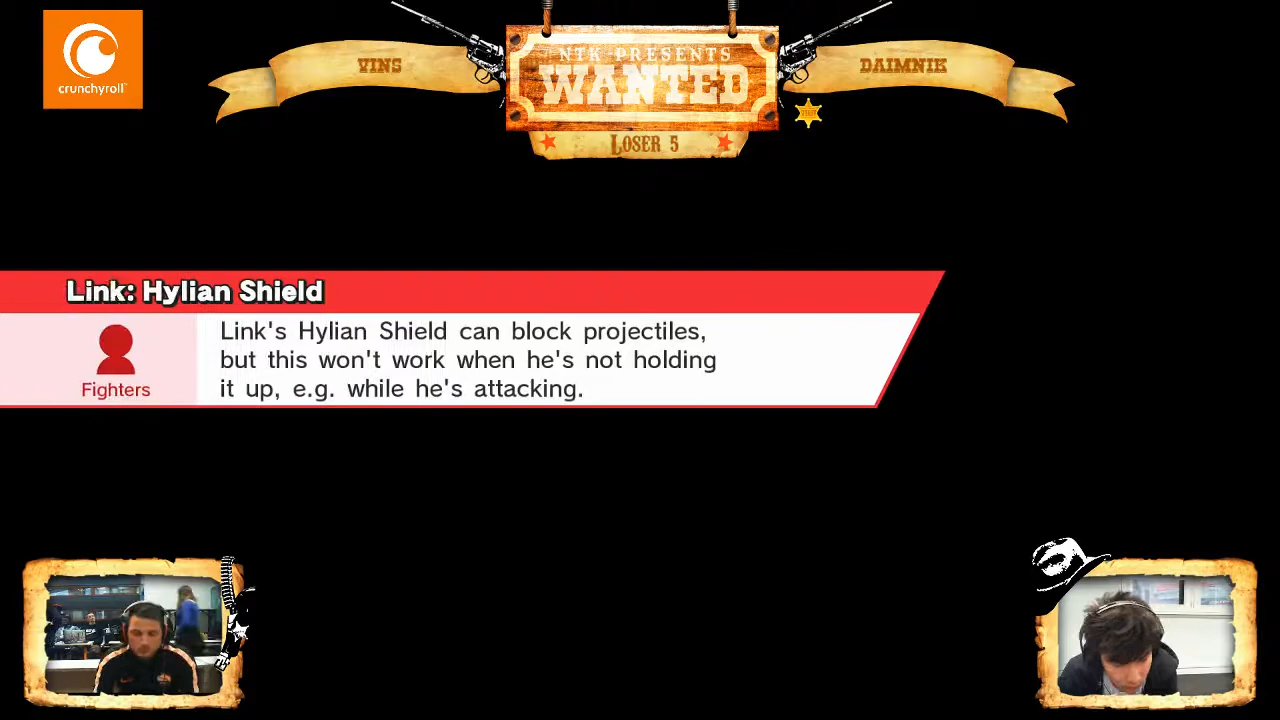 crunchyroll
VINS
NTK PRESENTS
WANTED
DAIMNIK
LOSER 5
Link: Hylian Shield
Fighters
Link's Hylian Shield can block projectiles,
but this won't work when he's not holding
it up, e.g. while he's attacking.